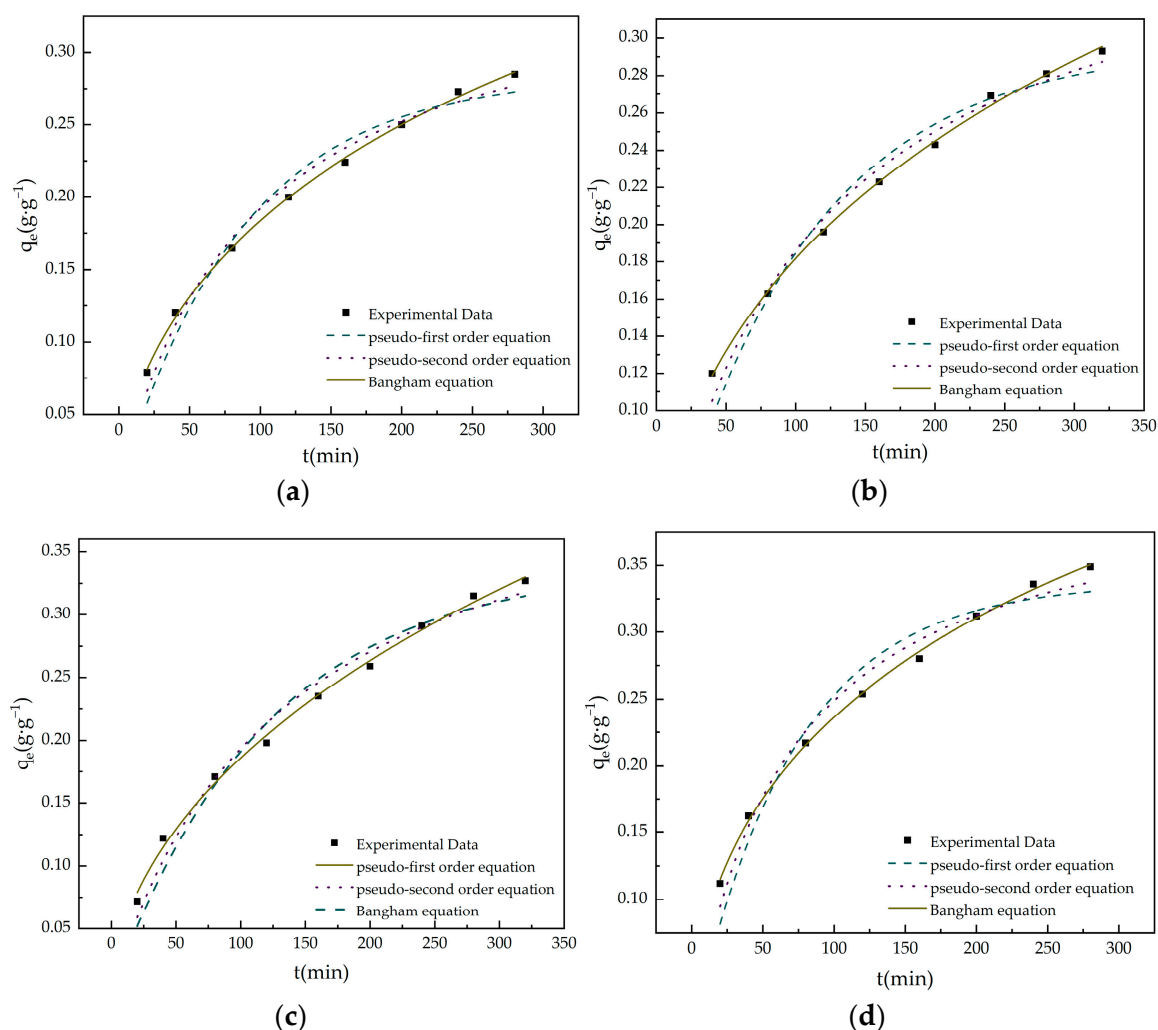 0.30
0.25
0.20
0.15
0.10
0.05
qe(g·g⁻¹)
Experimental Data
pseudo-first order equation
pseudo-second order equation
Bangham equation
0 50 100 150 200 250 300
t(min)
(a)
0.30
0.28
0.26
0.24
0.22
0.20
0.18
0.16
0.14
0.12
0.10
qe(g·g⁻¹)
Experimental Data
pseudo-first order equation
pseudo-second order equation
Bangham equation
0 50 100 150 200 250 300 350
t(min)
(b)
0.35
0.30
0.25
0.20
0.15
0.10
0.05
qe(g·g⁻¹)
Experimental Data
pseudo-first order equation
pseudo-second order equation
Bangham equation
0 50 100 150 200 250 300 350
t(min)
(c)
0.35
0.30
0.25
0.20
0.15
0.10
qe(g·g⁻¹)
Experimental Data
pseudo-first order equation
pseudo-second order equation
Bangham equation
0 50 100 150 200 250 300
t(min)
(d)